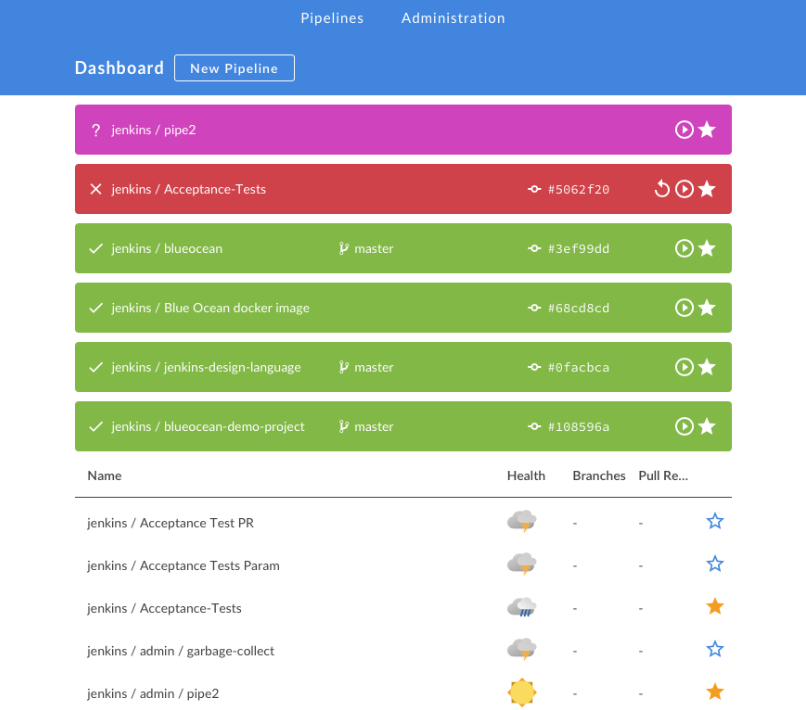 Pipelines Administration
Dashboard New Pipeline
? jenkins / pipe2
jenkins / Acceptance-Tests #5062f20
jenkins / blueocean master #3ef99dd
jenkins / Blue Ocean docker image #68cd8cd
jenkins / jenkins-design-language master #0facbca
jenkins / blueocean-demo-project master #108596a
Name Health Branches Pull Re...
jenkins / Acceptance Test PR - -
jenkins / Acceptance Tests Param - -
jenkins / Acceptance-Tests - -
jenkins / admin / garbage-collect - -
jenkins / admin / pipe2 - -